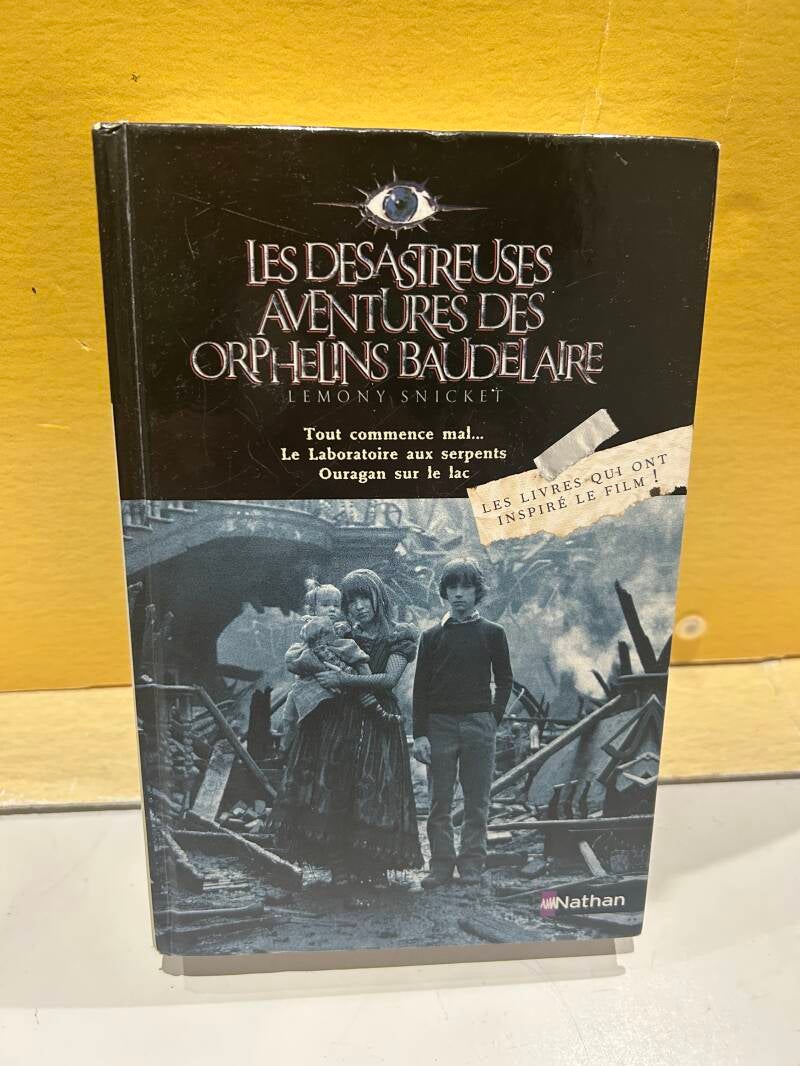 LES DESASTREUSES
AVENTURES DES
ORPHELINS BAUDELAIRE
LEMONY SNICKET
Tout commence mal...
Le Laboratoire aux serpents
Ouragan sur le lac
LES LIVRES QUI ONT
INSPIRÉ LE FILM !
Nathan